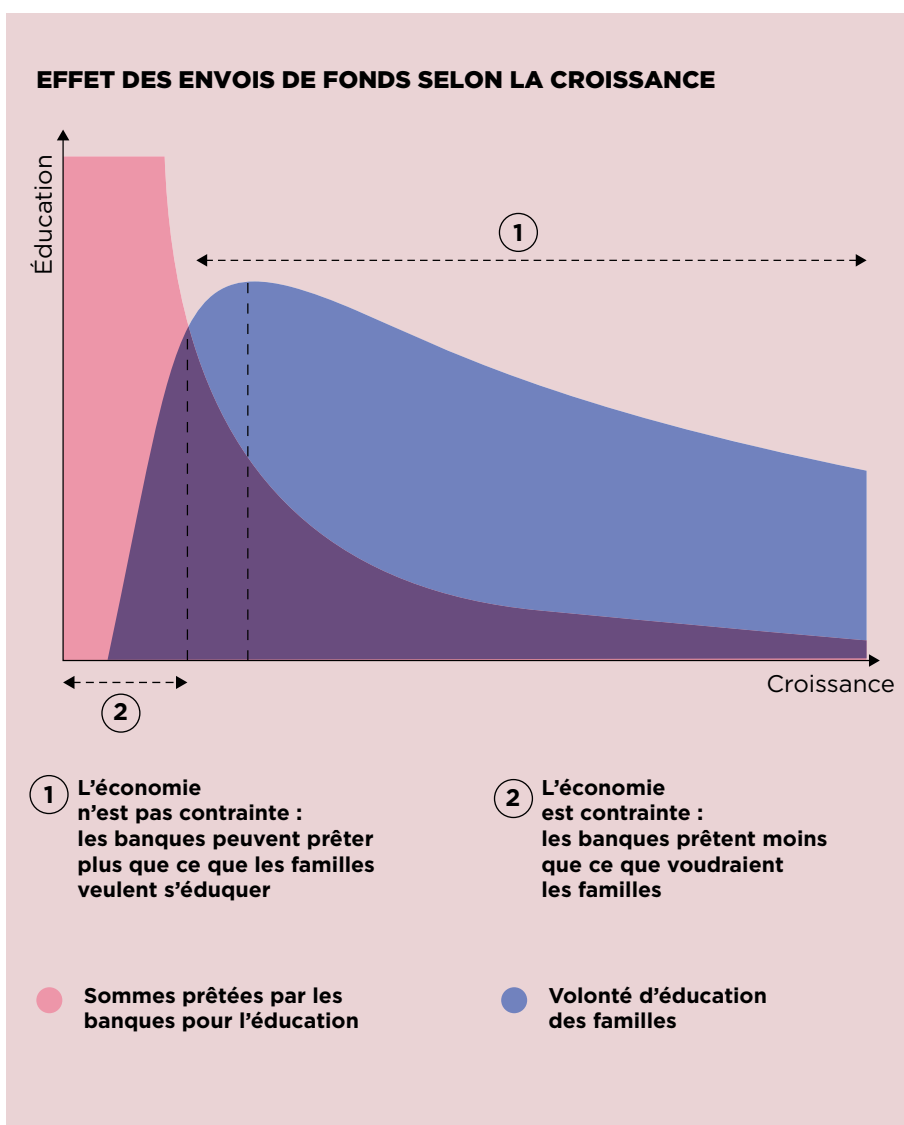 EFFET DES ENVOIS DE FONDS SELON LA CROISSANCE
Éducation
1
Croissance
2
1
L'économie
n'est pas contrainte :
les banques peuvent prêter
plus que ce que les familles
veulent s'éduquer
2
L'économie
est contrainte :
les banques prêtent moins
que ce que voudraient
les familles
Sommes prêtées par les
banques pour l'éducation
Volonté d'éducation
des familles